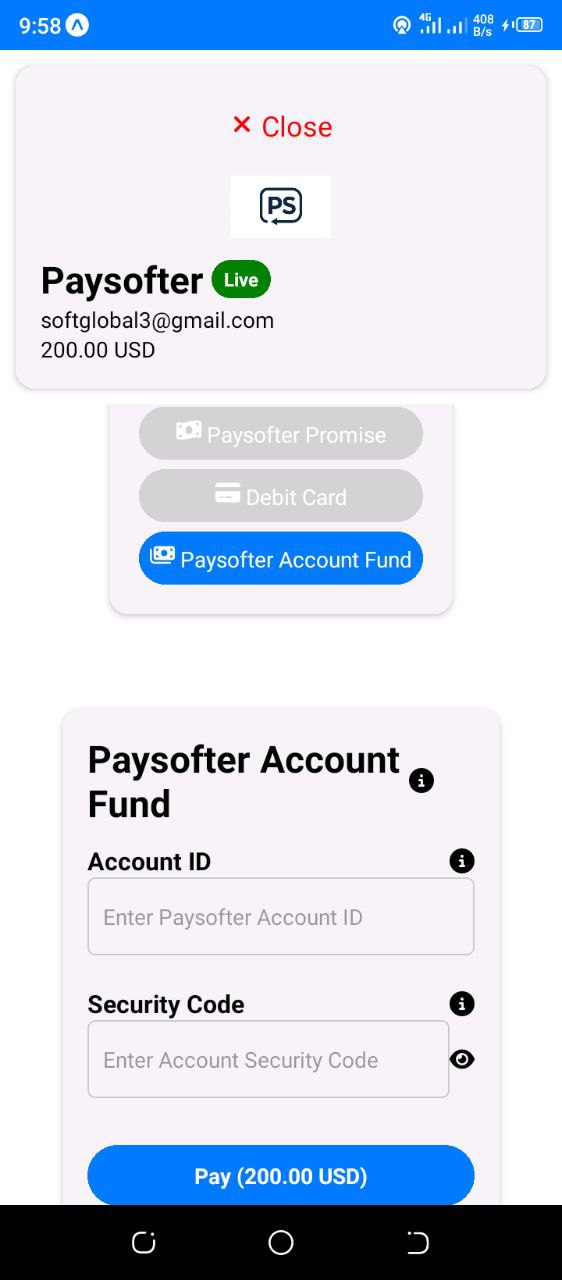 9:58 4G 408 B/s 87
× Close
PS
Paysofter Live
softglobal3@gmail.com
200.00 USD
Paysofter Promise
Debit Card
Paysofter Account Fund
Paysofter Account
Fund
Account ID
Enter Paysofter Account ID
Security Code
Enter Account Security Code
Pay (200.00 USD)